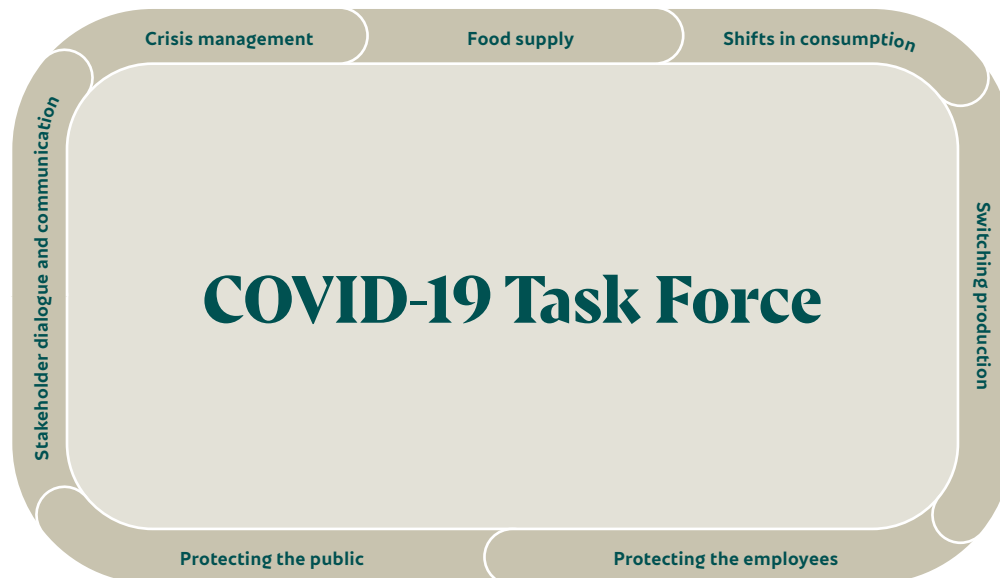 Crisis management
Food supply
Shifts in consumption
Stakeholder dialogue and communication
COVID-19 Task Force
Switching production
Protecting the public
Protecting the employees